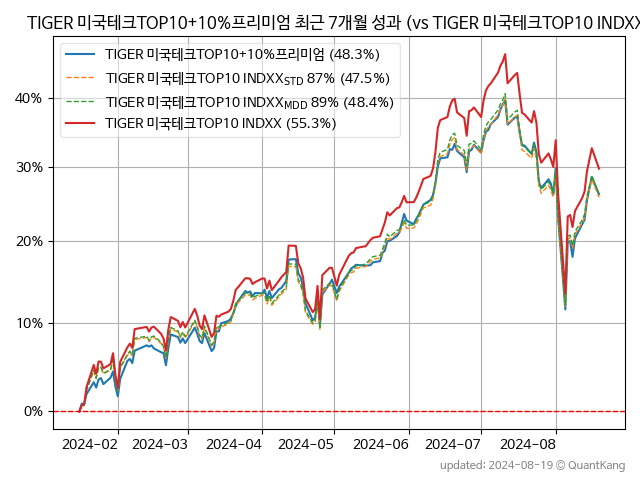 TIGER 미국테크TOP10+10%프리미엄 최근 7개월 성과 (vs TIGER 미국테크TOP10 INDXX
TIGER 미국테크TOP10+10%프리미엄 (48.3%)
TIGER 미국테크TOP10 INDXX_STD 87% (47.5%)
TIGER 미국테크TOP10 INDXX_MDD 89% (48.4%)
TIGER 미국테크TOP10 INDXX (55.3%)
40%
30%
20%
10%
0%
2024-02 2024-03 2024-04 2024-05 2024-06 2024-07 2024-08
updated: 2024-08-19 © QuantKang